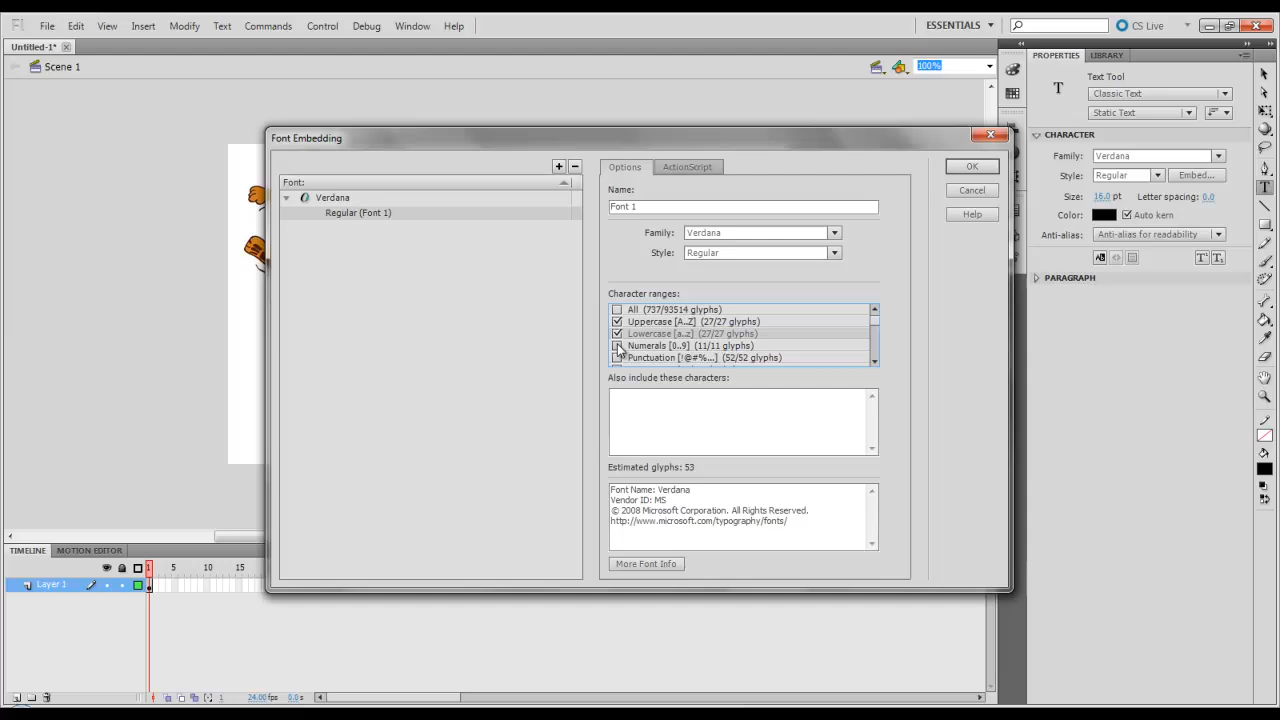 Fl File Edit View Insert Modify Text Commands Control Debug Window Help ESSENTIALS CS Live
Untitled-1*
Scene 1 100%
PROPERTIES LIBRARY
Text Tool
T Classic Text
Static Text
CHARACTER
Family: Verdana
Style: Regular Embed...
Size: 16.0 pt Letter spacing: 0.0
Color: Auto kern
Anti-alias: Anti-alias for readability
PARAGRAPH
Font Embedding
Font:
Verdana
Regular (Font 1)
Options ActionScript
OK
Cancel
Help
Name:
Font 1
Family: Verdana
Style: Regular
Character ranges:
All (737/93514 glyphs)
Uppercase [A..Z] (27/27 glyphs)
Lowercase [a..z] (27/27 glyphs)
Numerals [0..9] (11/11 glyphs)
Punctuation [!@#%...] (52/52 glyphs)
Also include these characters:
Estimated glyphs: 53
Font Name: Verdana
Vendor ID: MS
© 2008 Microsoft Corporation. All Rights Reserved.
http://www.microsoft.com/typography/fonts/
More Font Info
TIMELINE MOTION EDITOR
1 5 10 15
Layer 1
1 24.00 fps 0.0 s